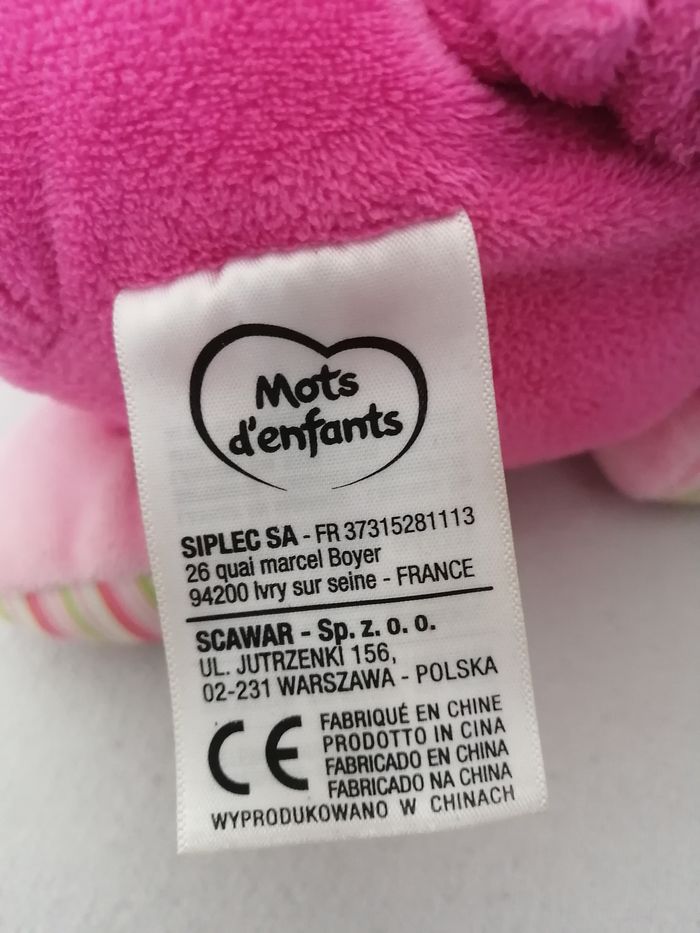 Mots
d'enfants
SIPLEC SA - FR 37315281113
26 quai marcel Boyer
94200 Ivry sur seine - FRANCE
SCAWAR - Sp. z. o. o.
UL. JUTRZENKI 156,
02-231 WARSZAWA - POLSKA
CE
FABRIQUÉ EN CHINE
PRODOTTO IN CINA
FABRICADO EN CHINA
FABRICADO NA CHINA
WYPRODUKOWANO W CHINACH